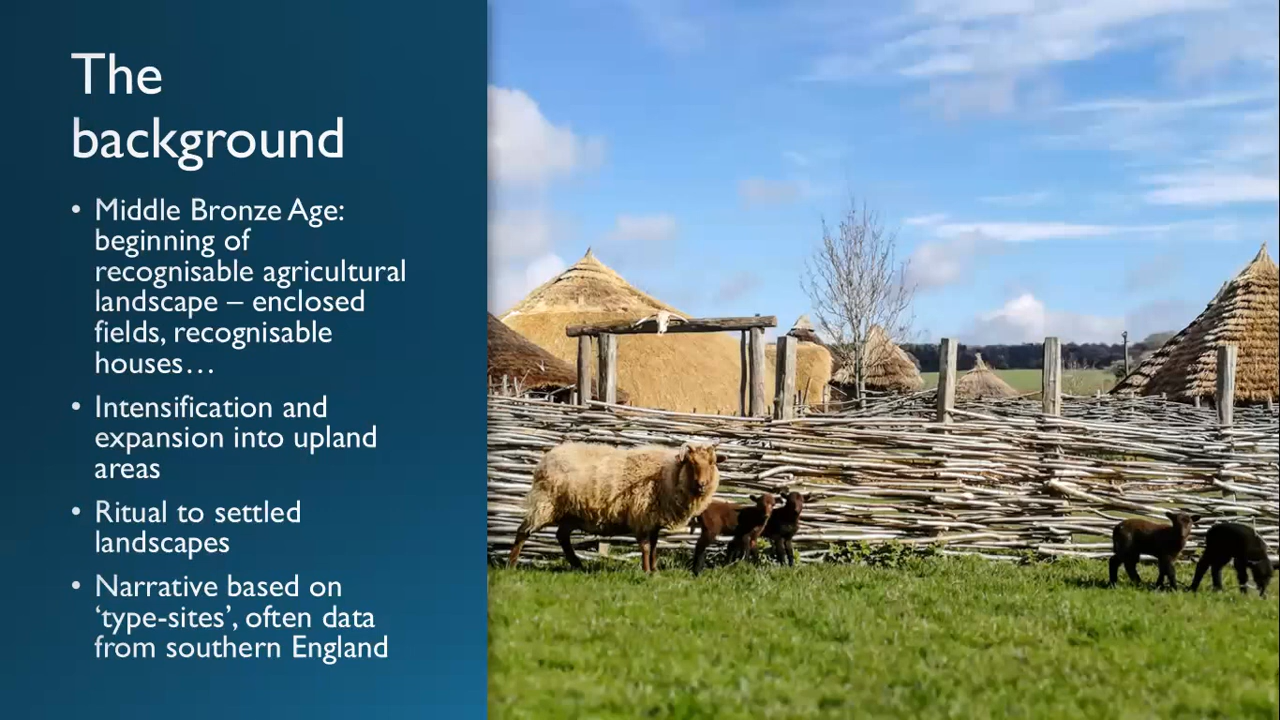 The
background
• Middle Bronze Age:
beginning of
recognisable agricultural
landscape – enclosed
fields, recognisable
houses…
• Intensification and
expansion into upland
areas
• Ritual to settled
landscapes
• Narrative based on
‘type-sites’, often data
from southern England